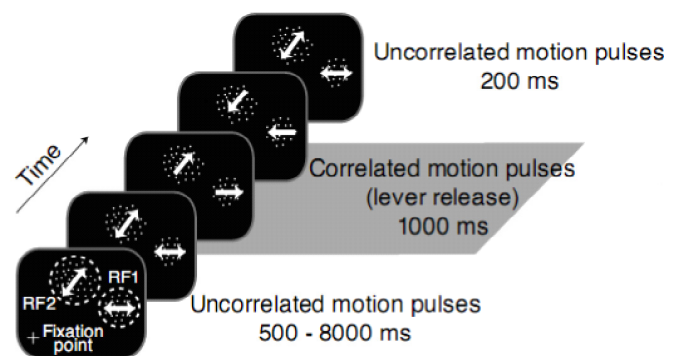 Uncorrelated motion pulses
200 ms
Time
Correlated motion pulses
(lever release)
1000 ms
RF1
RF2
+ Fixation
point
Uncorrelated motion pulses
500 - 8000 ms